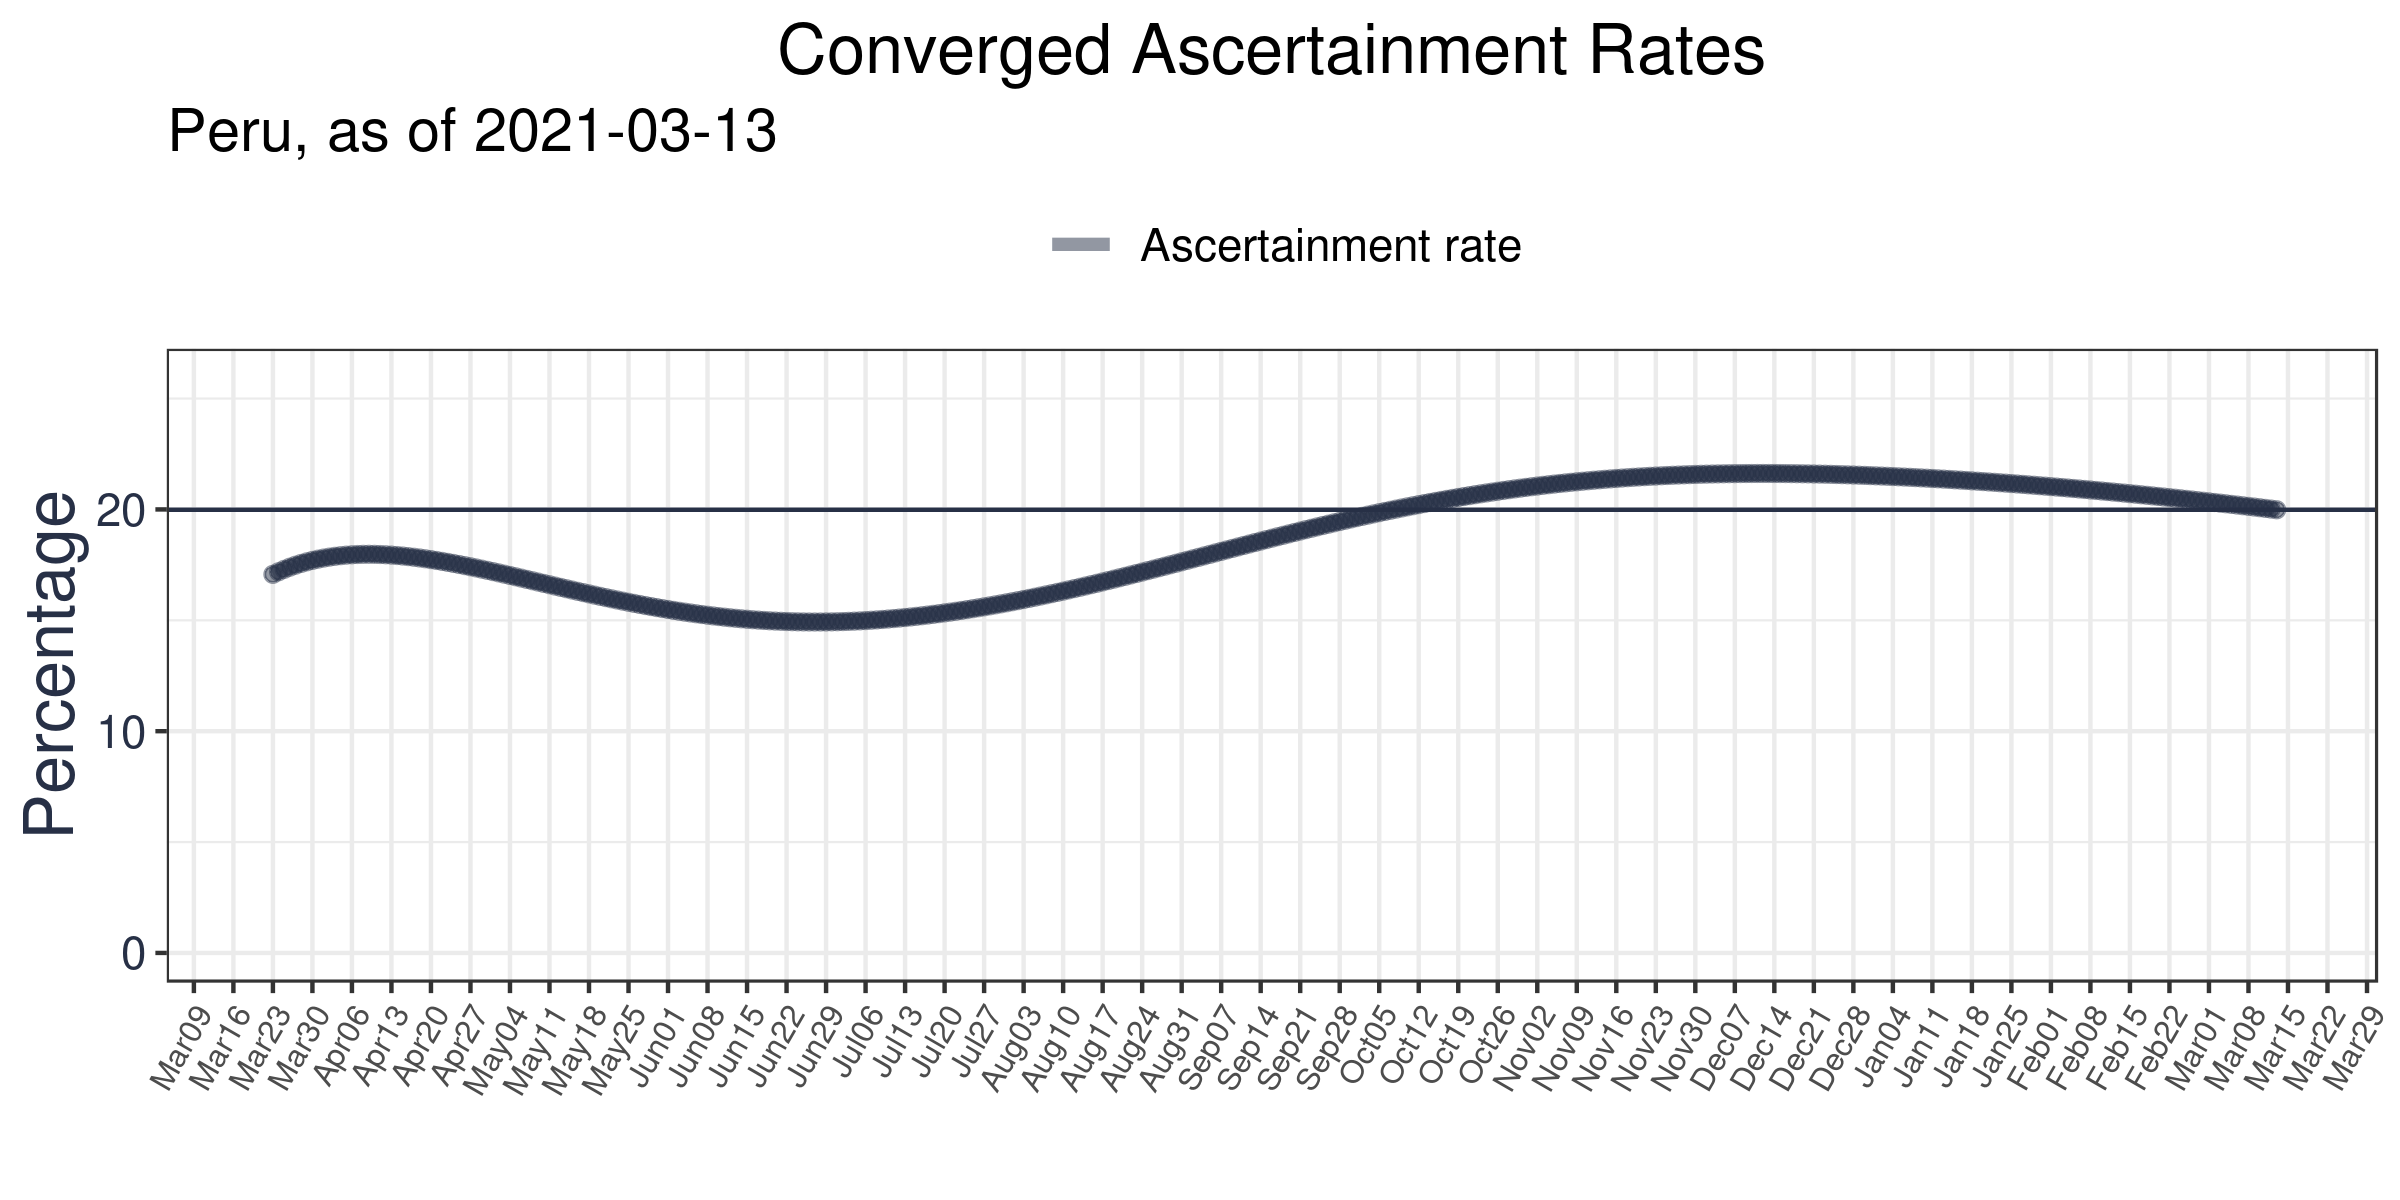 Converged Ascertainment Rates
Peru, as of 2021-03-13
Ascertainment rate
Percentage
20
10
0
Mar09 Mar16 Mar23 Mar30 Apr06 Apr13 Apr20 Apr27 May04 May11 May18 May25 Jun01 Jun08 Jun15 Jun22 Jun29 Jul06 Jul13 Jul20 Jul27 Aug03 Aug10 Aug17 Aug24 Aug31 Sep07 Sep14 Sep21 Sep28 Oct05 Oct12 Oct19 Oct26 Nov02 Nov09 Nov16 Nov23 Nov30 Dec07 Dec14 Dec21 Dec28 Jan04 Jan11 Jan18 Jan25 Feb01 Feb08 Feb15 Feb22 Mar01 Mar08 Mar15 Mar22 Mar29